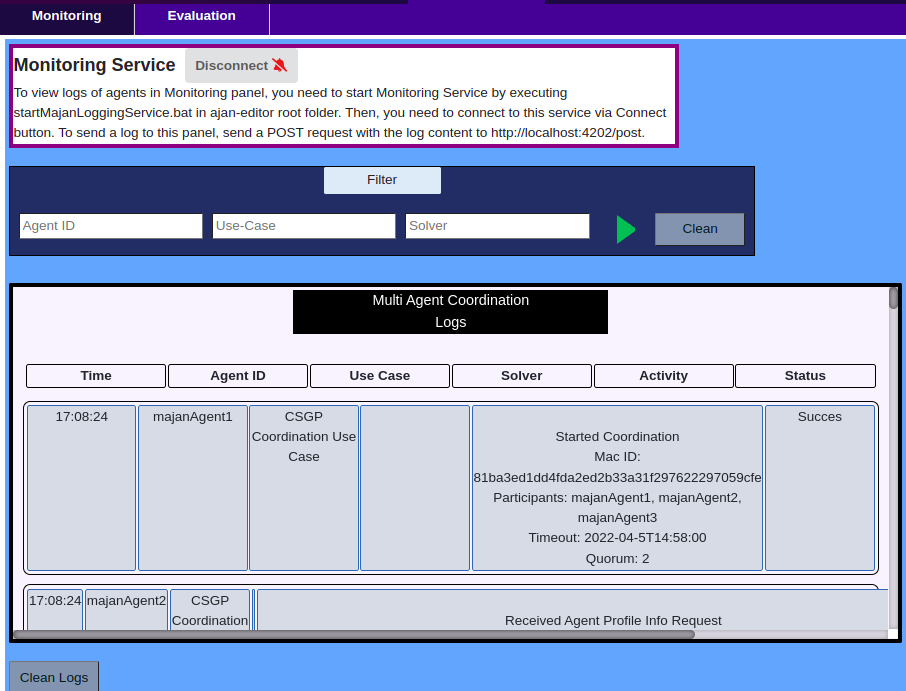 Monitoring
Evaluation
Monitoring Service
Disconnect
To view logs of agents in Monitoring panel, you need to start Monitoring Service by executing
startMajanLoggingService.bat in ajan-editor root folder. Then, you need to connect to this service via Connect
button. To send a log to this panel, send a POST request with the log content to http://localhost:4202/post.
Filter
Agent ID
Use-Case
Solver
Clean
Multi Agent Coordination
Logs
Time
Agent ID
Use Case
Solver
Activity
Status
17:08:24
majanAgent1
CSGP
Coordination Use
Case
Started Coordination
Mac ID:
81ba3ed1dd4fda2ed2b33a31f297622297059cfe
Participants: majanAgent1, majanAgent2,
majanAgent3
Timeout: 2022-04-5T14:58:00
Quorum: 2
Succes
17:08:24
majanAgent2
CSGP
Coordination
Received Agent Profile Info Request
Clean Logs